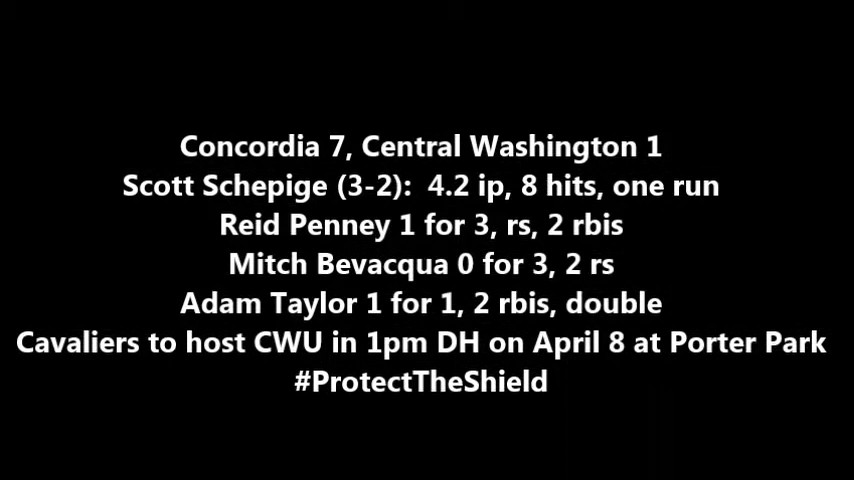 Concordia 7, Central Washington 1
Scott Schepige (3-2):  4.2 ip, 8 hits, one run
Reid Penney 1 for 3, rs, 2 rbis
Mitch Bevacqua 0 for 3, 2 rs
Adam Taylor 1 for 1, 2 rbis, double
Cavaliers to host CWU in 1pm DH on April 8 at Porter Park
#ProtectTheShield